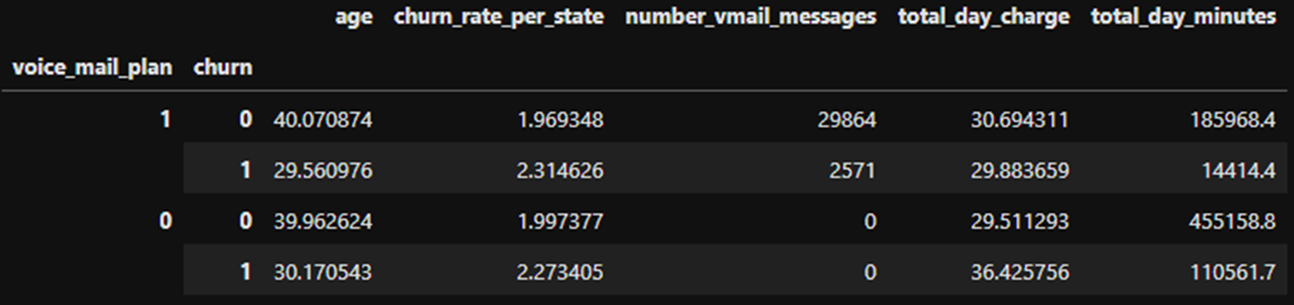 age churn_rate_per_state number_vmail_messages total_day_charge total_day_minutes
voice_mail_plan churn
1 0 40.070874 1.969348 29864 30.694311 185968.4
1 29.560976 2.314626 2571 29.883659 14414.4
0 0 39.962624 1.997377 0 29.511293 455158.8
1 30.170543 2.273405 0 36.425756 110561.7